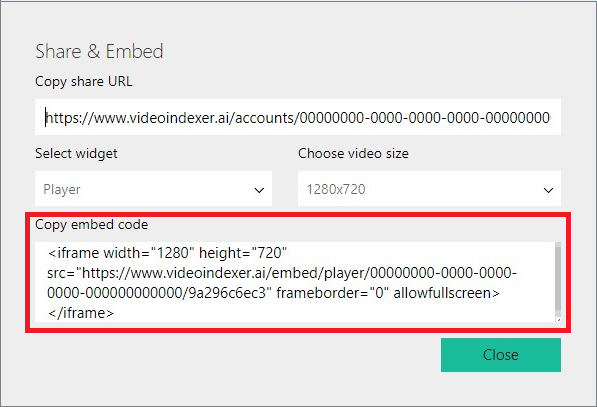 Share & Embed
Copy share URL
https://www.videoindexer.ai/accounts/00000000-0000-0000-0000-00000000
Select widget
Choose video size
Player
1280x720
Copy embed code
<iframe width="1280" height="720"
src="https://www.videoindexer.ai/embed/player/00000000-0000-0000-
0000-000000000000/9a296c6ec3" frameborder="0" allowfullscreen>
</iframe>
Close